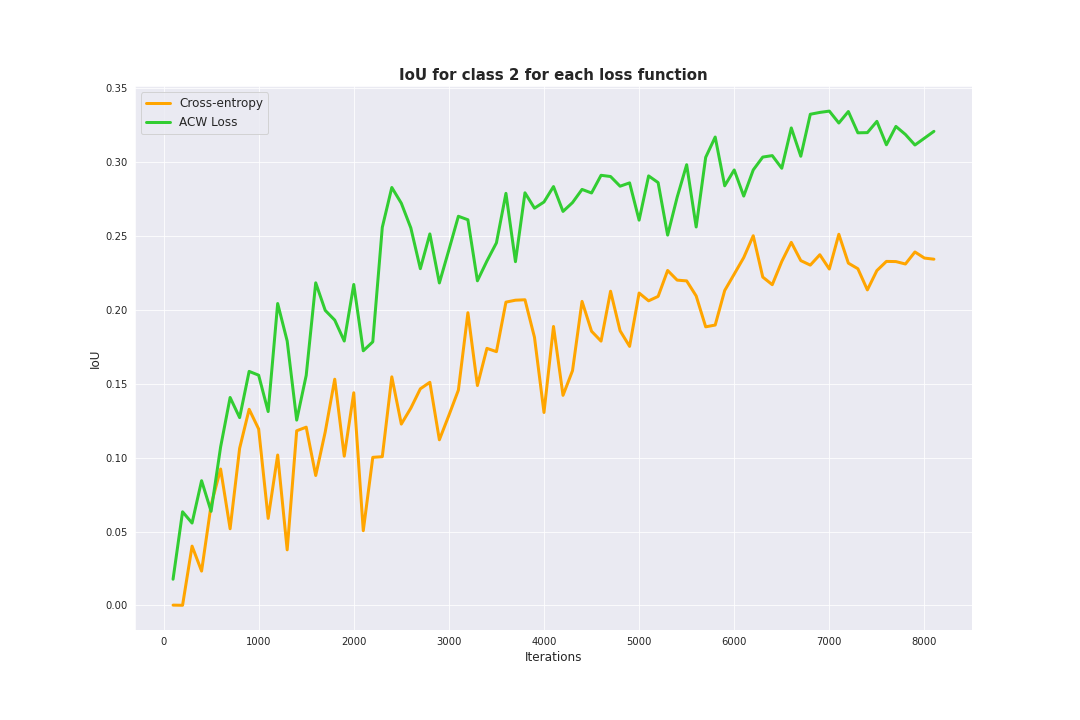 IoU for class 2 for each loss function
Cross-entropy
ACW Loss
0.35
0.30
0.25
0.20
0.15
0.10
0.05
0.00
IoU
0 1000 2000 3000 4000 5000 6000 7000 8000
Iterations